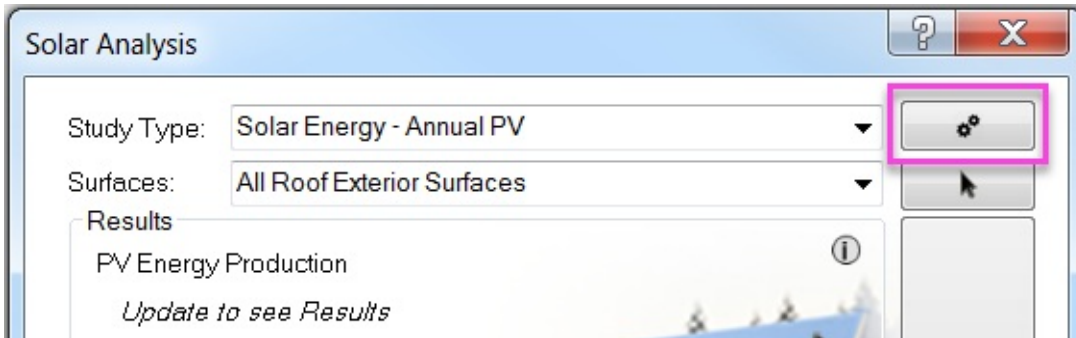 Solar Analysis
Study Type: Solar Energy - Annual PV
Surfaces: All Roof Exterior Surfaces
Results
PV Energy Production
Update to see Results